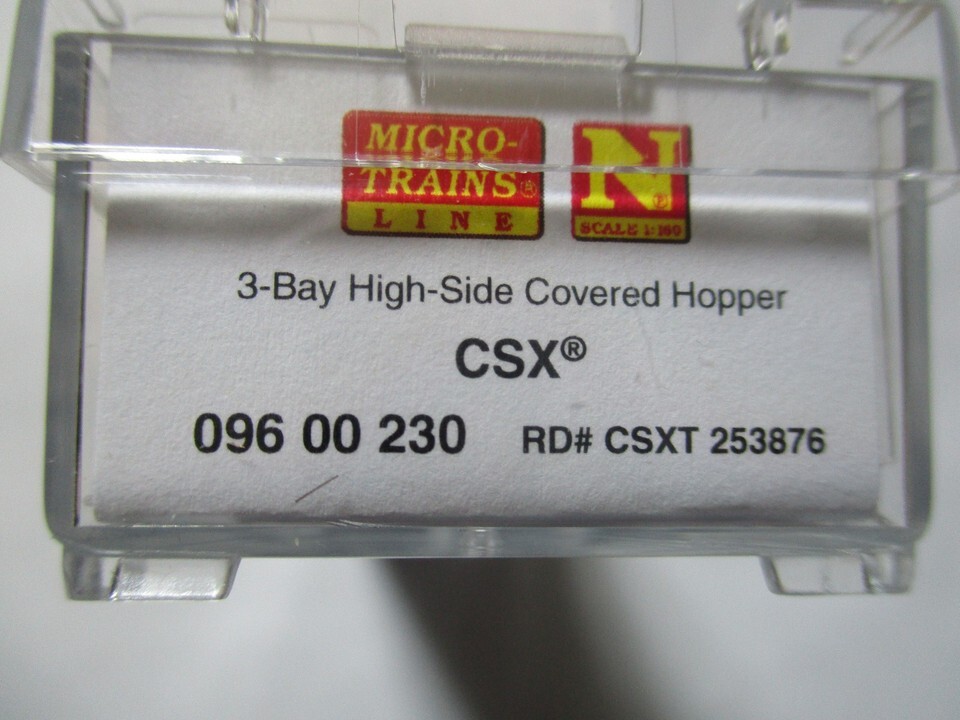 MICRO-
TRAINS®
LINE
N®
SCALE 1:160
3-Bay High-Side Covered Hopper
CSX®
096 00 230 RD# CSXT 253876